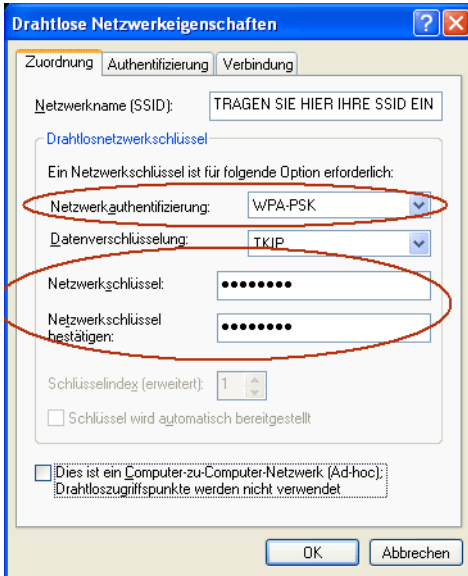 Drahtlose Netzwerkeigenschaften
Zuordnung Authentifizierung Verbindung
Netzwerkname (SSID): TRAGEN SIE HIER IHRE SSID EIN
Drahtlosnetzwerkschlüssel
Ein Netzwerkschlüssel ist für folgende Option erforderlich:
Netzwerkauthentifizierung: WPA-PSK
Datenverschlüsselung: TKIP
Netzwerkschlüssel: ••••••••
Netzwerkschlüssel
bestätigen: ••••••••
Schlüsselindex (erweitert): 1
Schlüssel wird automatisch bereitgestellt
Dies ist ein Computer-zu-Computer-Netzwerk (Ad-hoc);
Drahtloszugriffspunkte werden nicht verwendet
OK Abbrechen